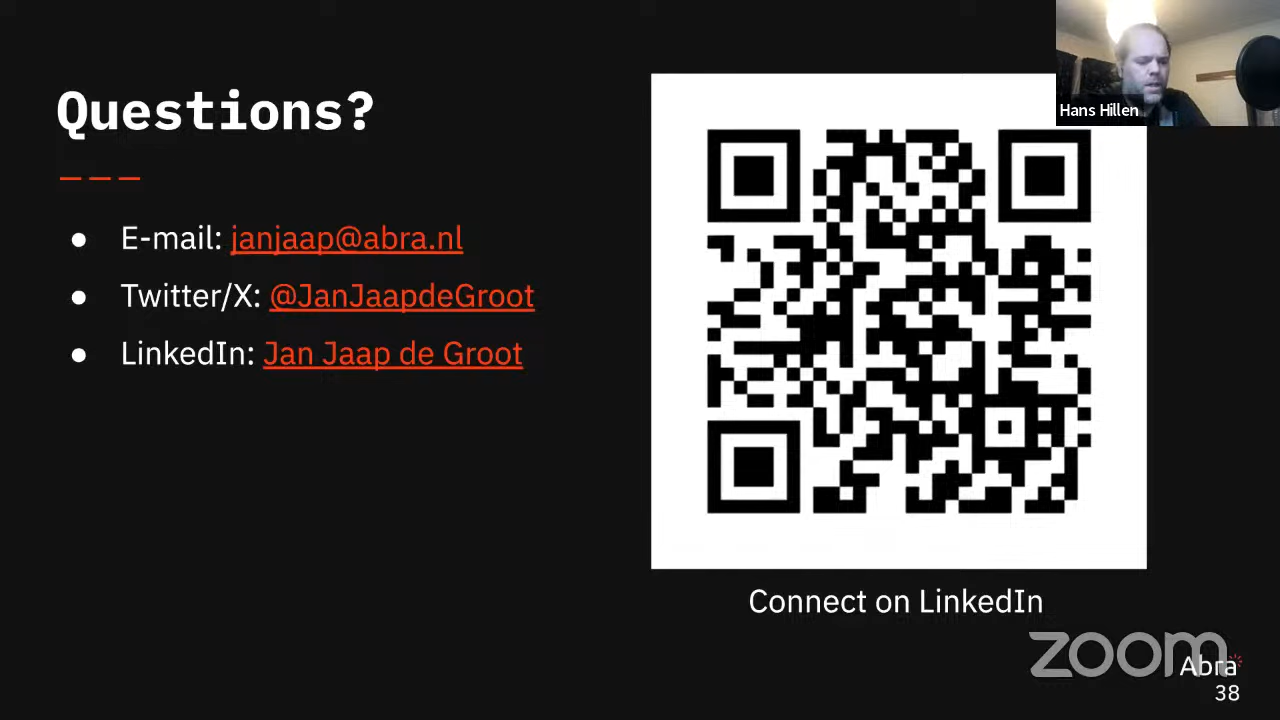 Hans Hillen
Questions?
● E-mail: janjaap@abra.nl
● Twitter/X: @JanJaapdeGroot
● LinkedIn: Jan Jaap de Groot
Connect on LinkedIn
zoom
Abra
38